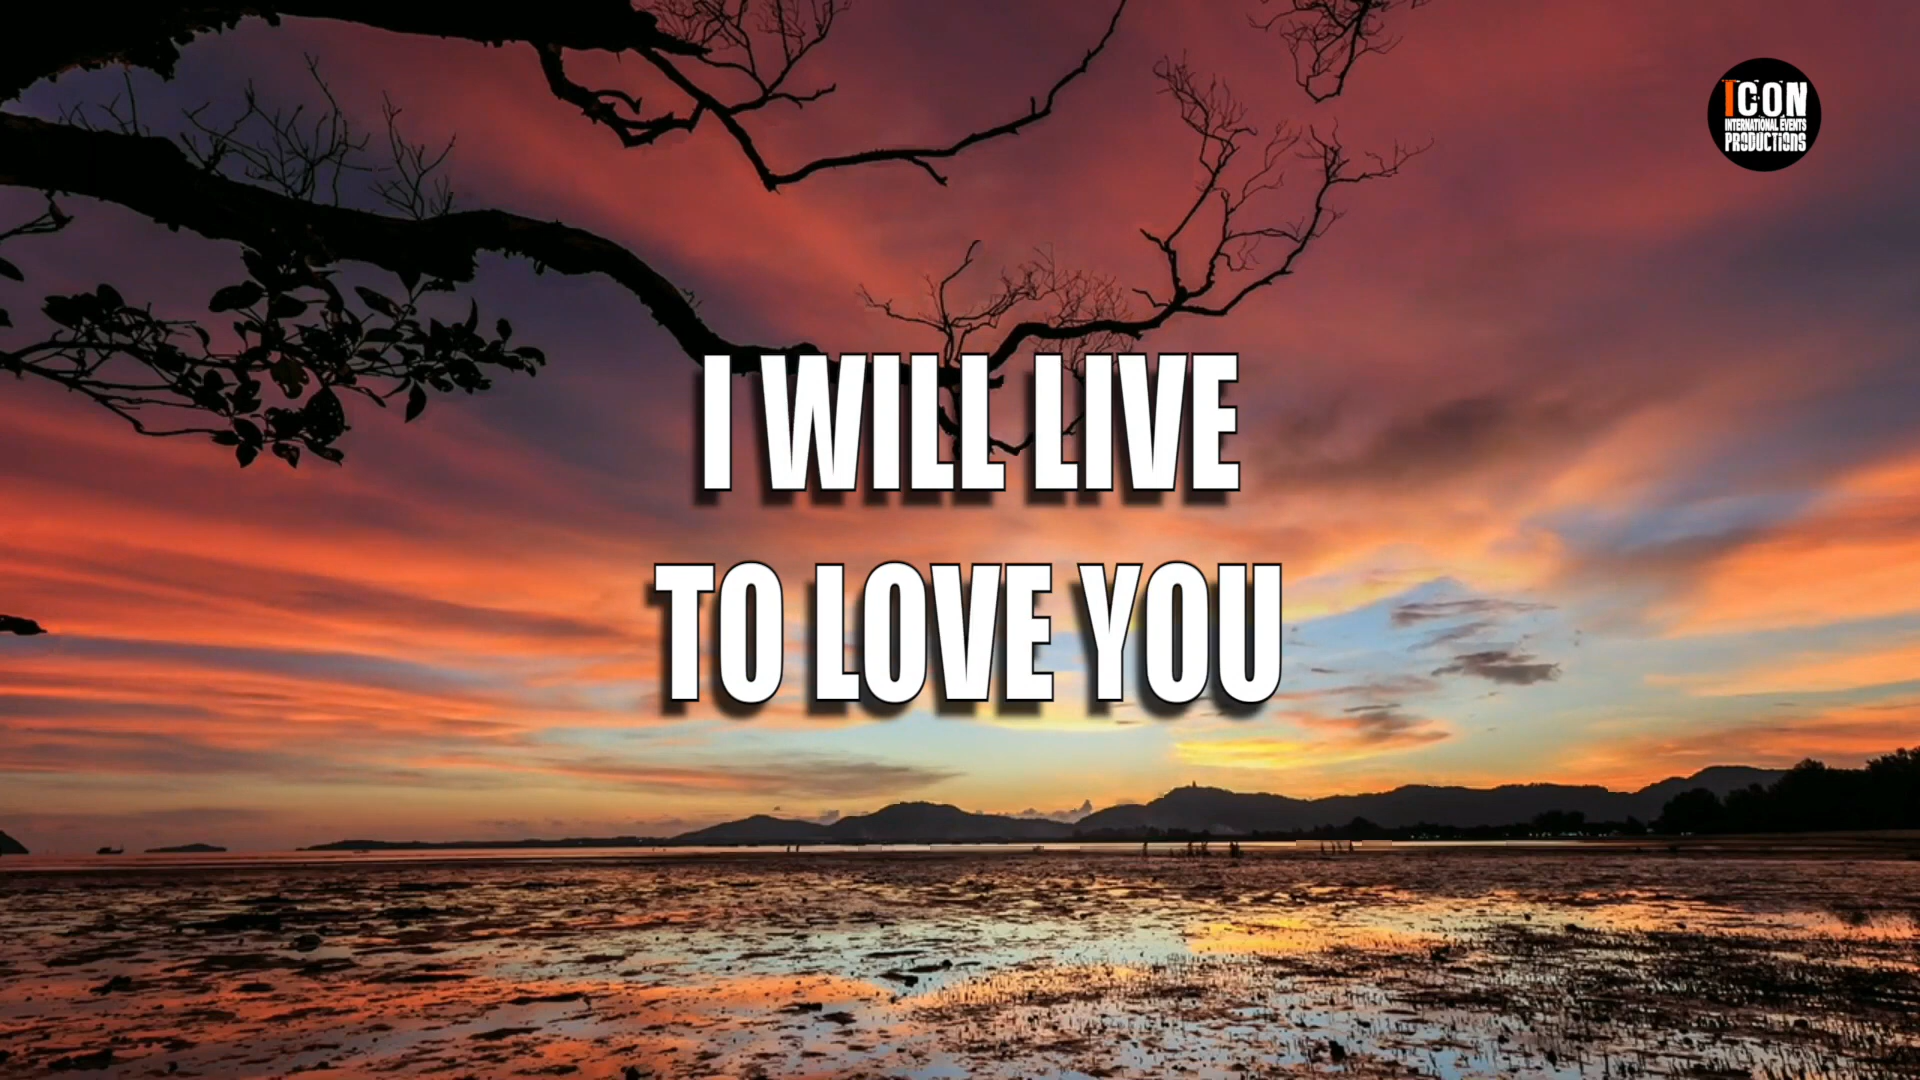 ICON
INTERNATIONAL EVENTS
PRODUCTIONS
I WILL LIVE
TO LOVE YOU